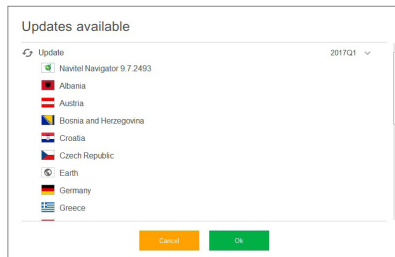 Updates available
Update 2017Q1
Navitel Navigator 9.7.2493
Albania
Austria
Bosnia and Herzegovina
Croatia
Czech Republic
Earth
Germany
Greece
Cancel Ok